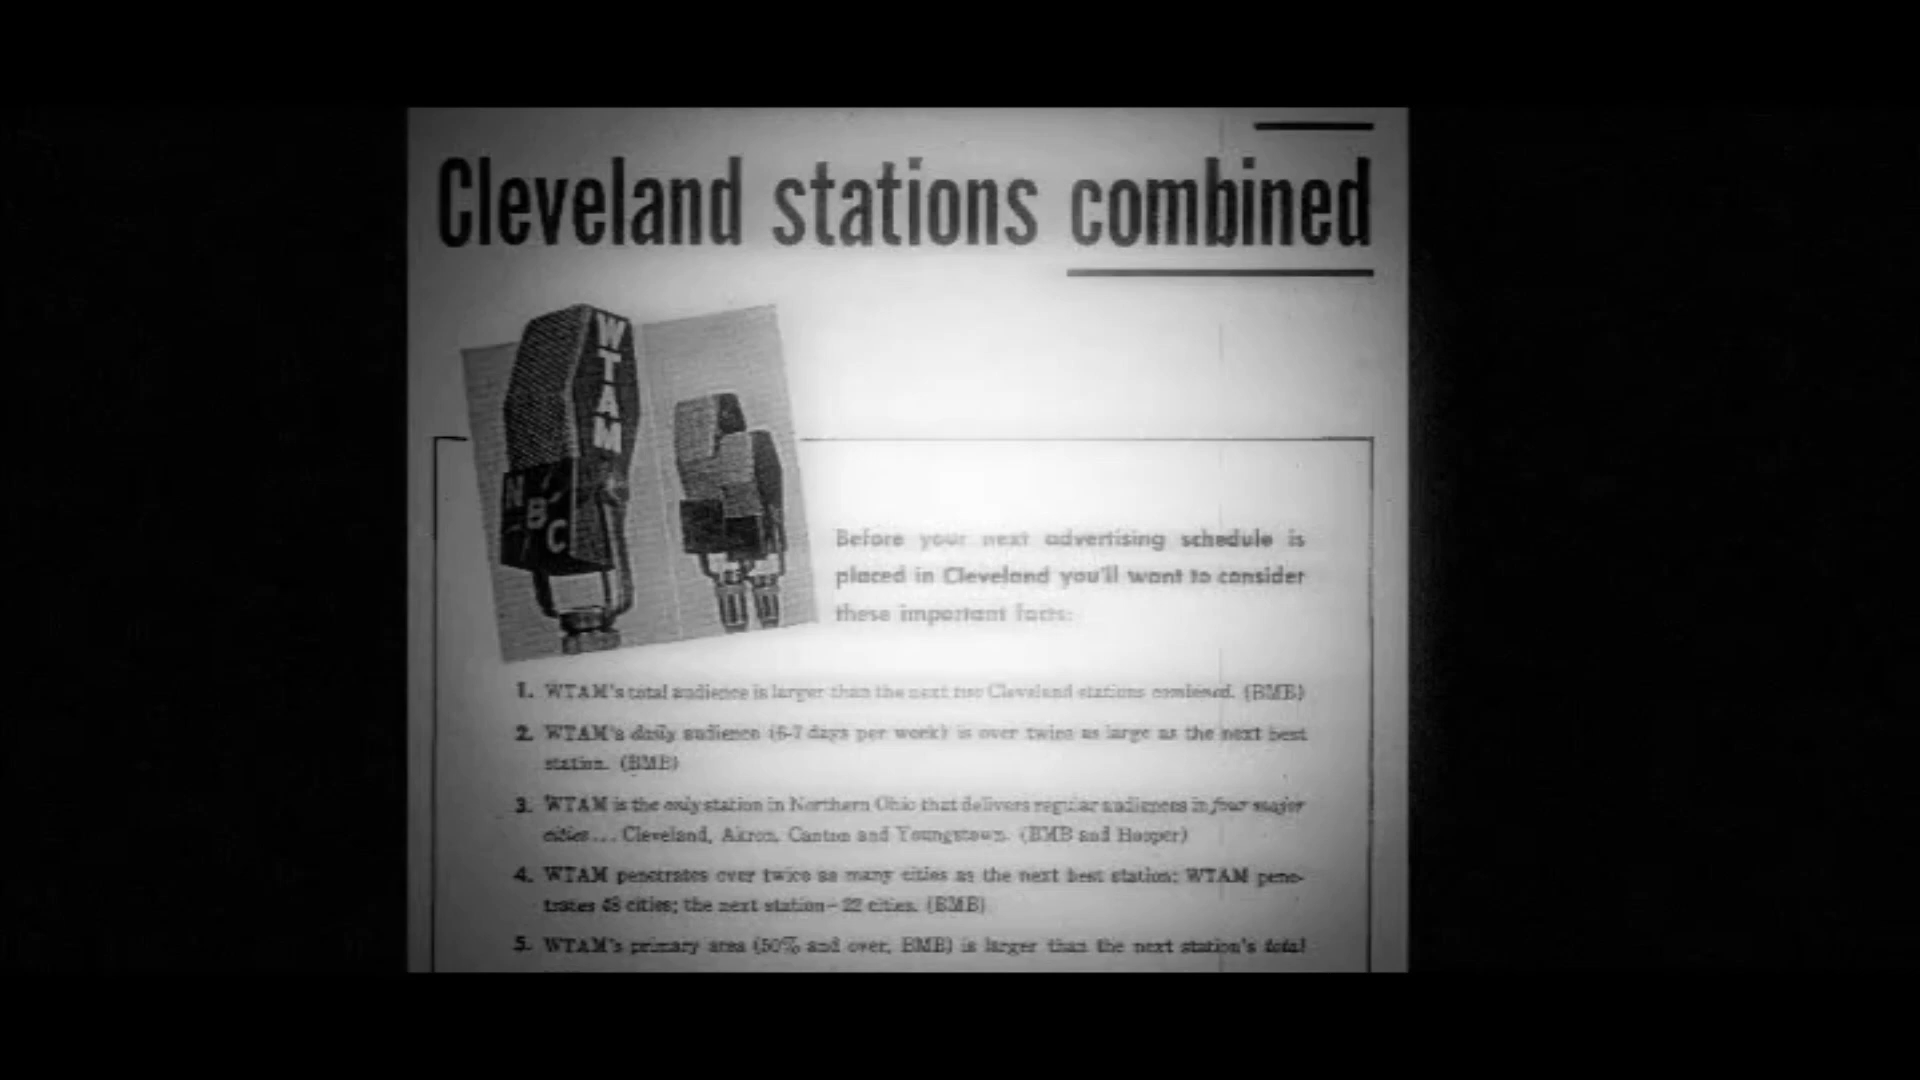 Cleveland stations combined
WTAM
NBC
Before your next advertising schedule is
placed in Cleveland you'll want to consider
these important facts:
1. WTAM's total audience is larger than the next two Cleveland stations combined. (BMB)
2. WTAM's daily audience (6-7 days per week) is over twice as large as the next best
station. (BMB)
3. WTAM is the only station in Northern Ohio that delivers regular audiences in four major
cities... Cleveland, Akron, Canton and Youngstown. (BMB and Hooper)
4. WTAM penetrates over twice as many cities as the next best station; WTAM pene-
trates 48 cities; the next station—22 cities. (BMB)
5. WTAM's primary area (50% and over, BMB) is larger than the next station's total